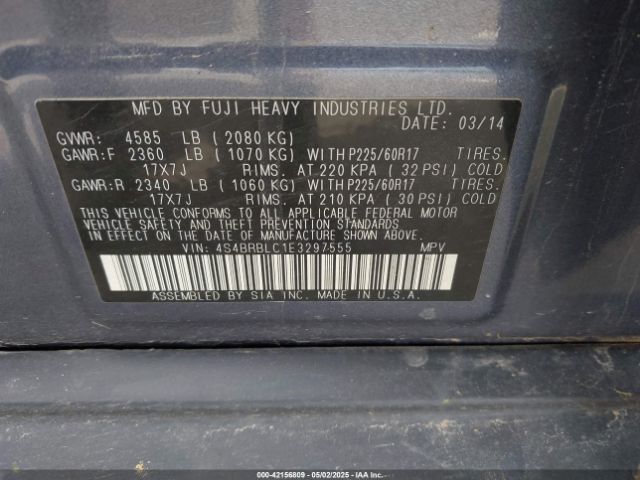 MFD BY FUJI HEAVY INDUSTRIES LTD.
DATE: 03/14
GVWR: 4585 LB (2080 KG)
GAWR:F 2360 LB (1070 KG) WITH P225/60R17 TIRES.
17X7J RIMS. AT 220 KPA (32 PSI) COLD
GAWR:R 2340 LB (1060 KG) WITH P225/60R17 TIRES.
17X7J RIMS. AT 210 KPA (30 PSI) COLD
THIS VEHICLE CONFORMS TO ALL APPLICABLE FEDERAL MOTOR
VEHICLE SAFETY AND THEFT PREVENTION STANDARDS
IN EFFECT ON THE DATE OF MANUFACTURE SHOWN ABOVE.
VIN: 4S4BRBLC1E3297555 MPV
ASSEMBLED BY SIA INC. MADE IN U.S.A.
000-42156809 - 05/02/2025 - IAAI.COM